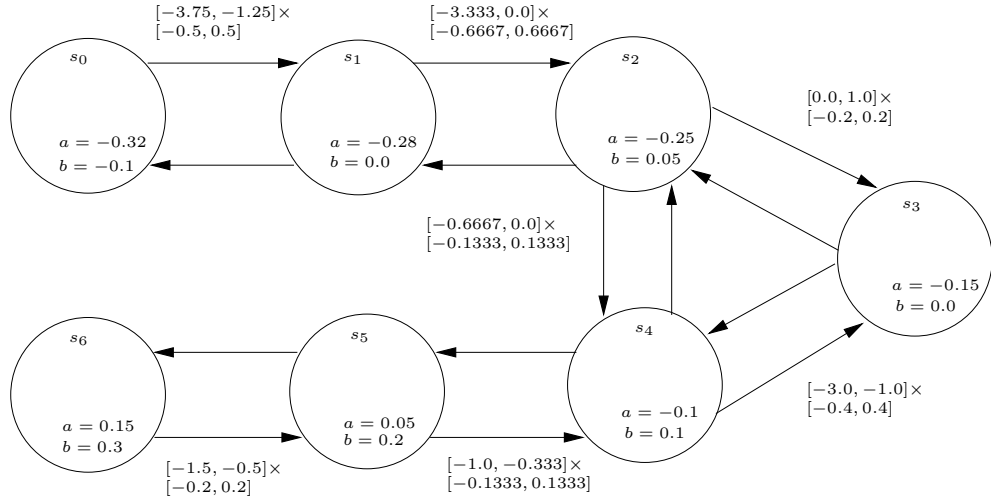 [−3.75, −1.25]×
[−0.5, 0.5]
[−3.333, 0.0]×
[−0.6667, 0.6667]
s0
a = −0.32
b = −0.1
s1
a = −0.28
b = 0.0
s2
a = −0.25
b = 0.05
[0.0, 1.0]×
[−0.2, 0.2]
[−0.6667, 0.0]×
[−0.1333, 0.1333]
s3
a = −0.15
b = 0.0
s6
a = 0.15
b = 0.3
s5
a = 0.05
b = 0.2
s4
a = −0.1
b = 0.1
[−3.0, −1.0]×
[−0.4, 0.4]
[−1.5, −0.5]×
[−0.2, 0.2]
[−1.0, −0.333]×
[−0.1333, 0.1333]